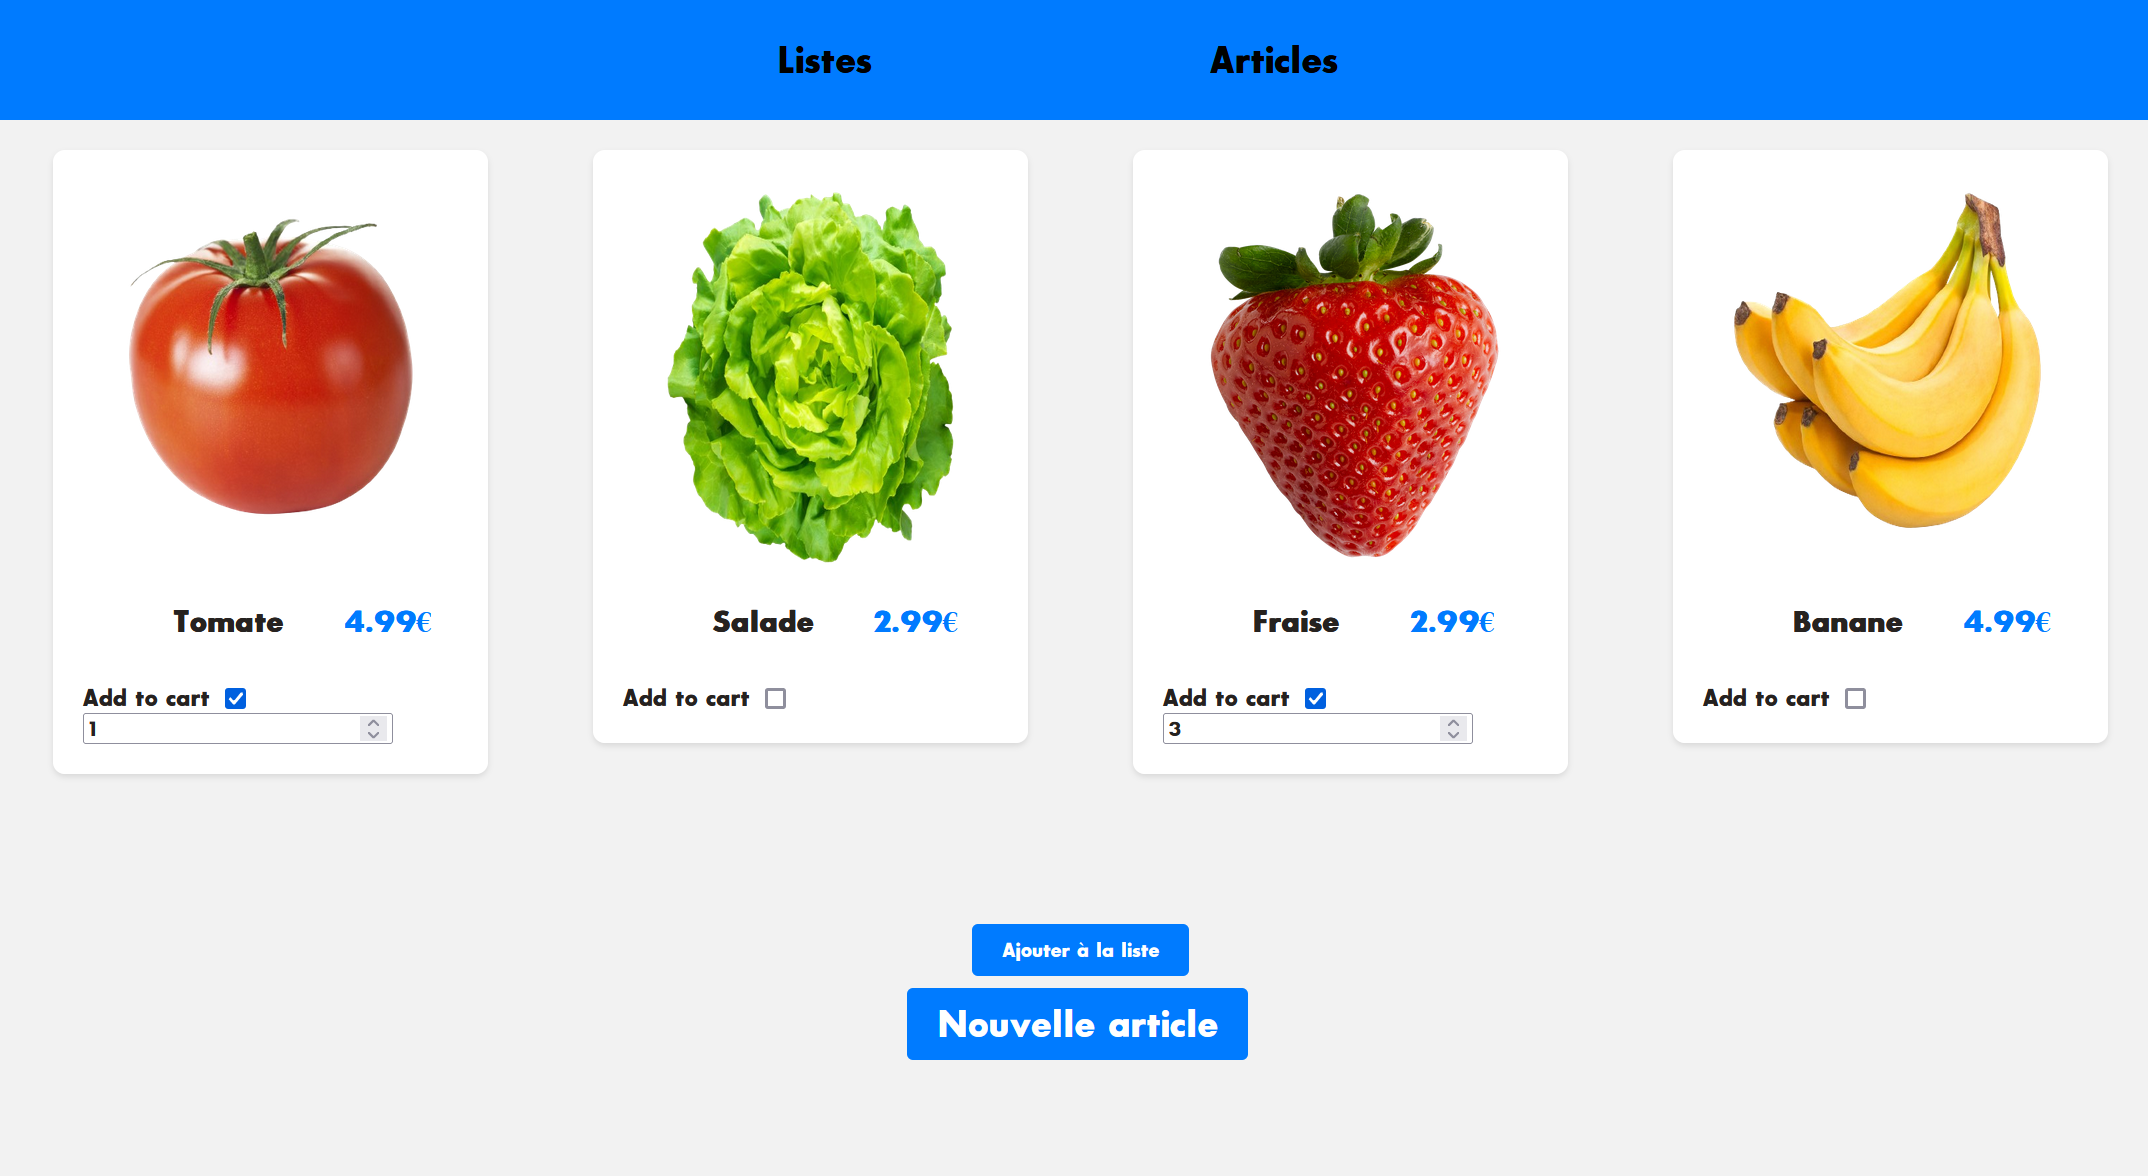 Listes Articles
Tomate 4.99€
Add to cart
1
Salade 2.99€
Add to cart
Fraise 2.99€
Add to cart
3
Banane 4.99€
Add to cart
Ajouter à la liste
Nouvelle article